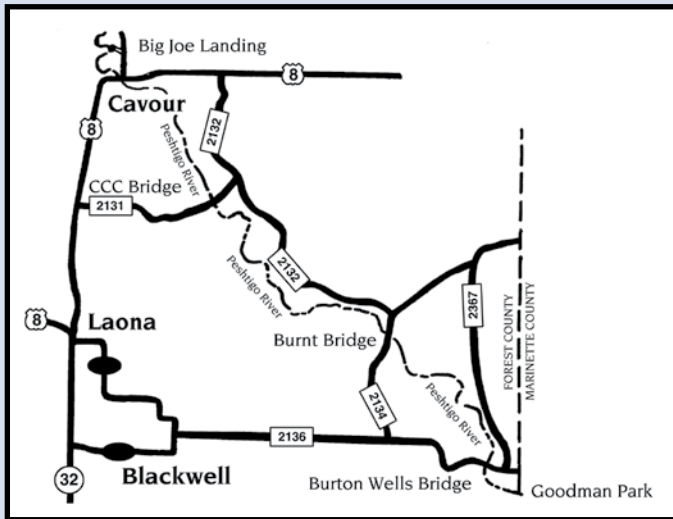 Big Joe Landing
8
Cavour
8
2132
Peshtigo River
CCC Bridge
2131
2132
Peshtigo River
8
Laona
2367
FOREST COUNTY
MARINETTE COUNTY
Burnt Bridge
Peshtigo River
2134
2136
Blackwell
32
Burton Wells Bridge
Goodman Park